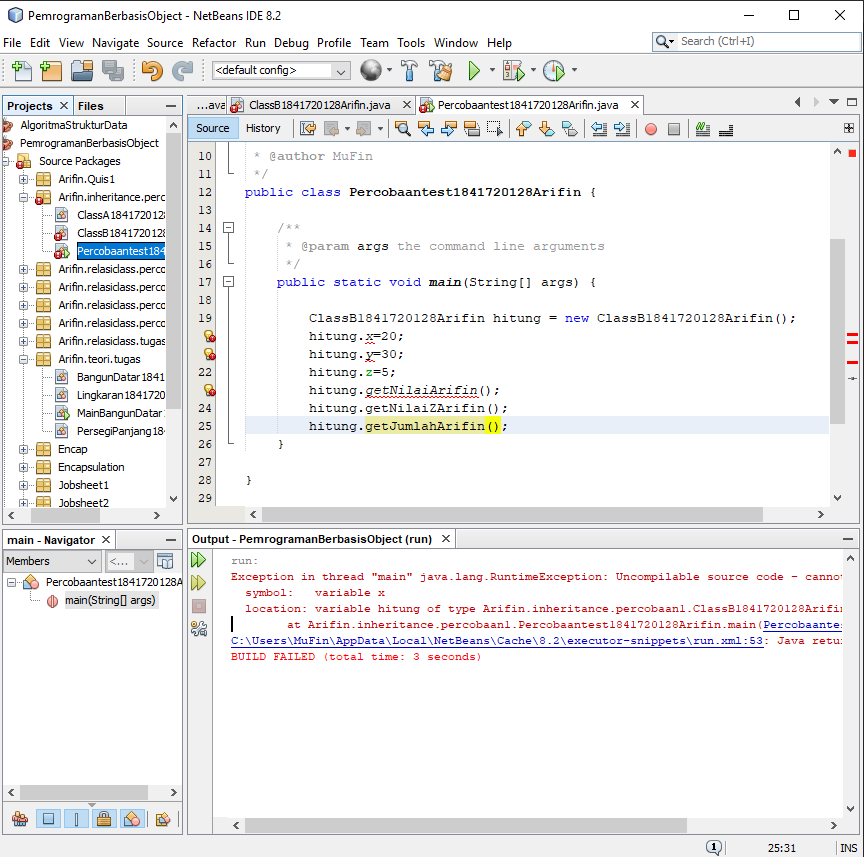 PemrogramanBerbasisObject - NetBeans IDE 8.2
File Edit View Navigate Source Refactor Run Debug Profile Team Tools Window Help
Search (Ctrl+I)
<default config>
Projects
Files
AlgoritmaStrukturData
PemrogramanBerbasisObject
Source Packages
Arifin.Quis1
Arifin.inheritance.perc
ClassA184172012
ClassB184172012
Percobaantest184
Arifin.relasiclass.perco
Arifin.relasiclass.perco
Arifin.relasiclass.perco
Arifin.relasiclass.perco
Arifin.relasiclass.tugas
Arifin.teori.tugas
BangunDatar1841
Lingkaran1841720
MainBangunDatar
PersegiPanjang18
Encap
Encapsulation
Jobsheet1
Jobsheet2
...ava
ClassB1841720128Arifin.java
Percobaantest1841720128Arifin.java
Source
History
10 * @author MuFin
11 */
12 public class Percobaantest1841720128Arifin {
13
14 /**
15 * @param args the command line arguments
16 */
17 public static void main(String[] args) {
18
19 ClassB1841720128Arifin hitung = new ClassB1841720128Arifin();
hitung.x=20;
hitung.y=30;
22 hitung.z=5;
hitung.getNilaiArifin();
24 hitung.getNilaiZArifin();
25 hitung.getJumlahArifin();
26 }
27
28 }
29
main - Navigator
Members
<...
Percobaantest1841720128A
main(String[] args)
Output - PemrogramanBerbasisObject (run)
run:
Exception in thread "main" java.lang.RuntimeException: Uncompilable source code - canno
symbol: variable x
location: variable hitung of type Arifin.inheritance.percobaan1.ClassB1841720128Arifin
at Arifin.inheritance.percobaan1.Percobaantest1841720128Arifin.main(Percobaantes
C:\Users\MuFin\AppData\Local\NetBeans\Cache\8.2\executor-snippets\run.xml:53: Java retu
BUILD FAILED (total time: 3 seconds)
1
25:31
INS